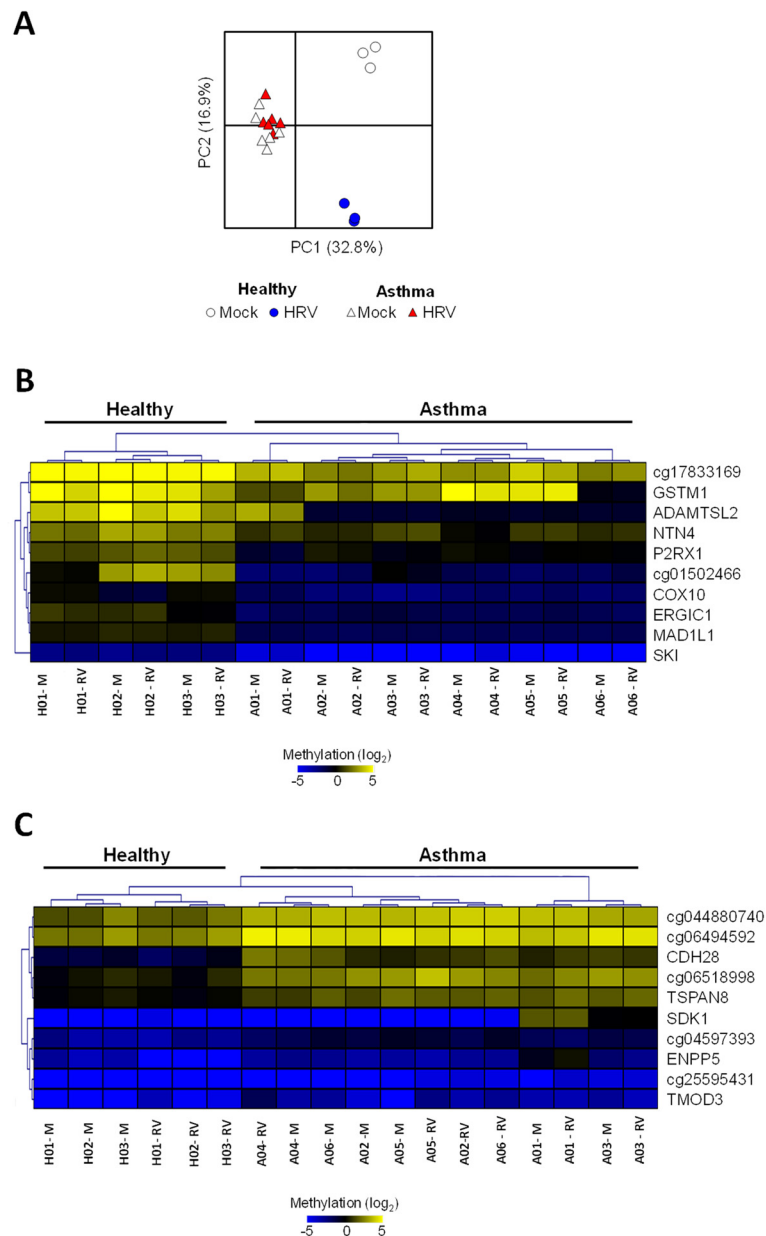 A
PC2 (16.9%)
PC1 (32.8%)
Healthy Asthma
Mock HRV Mock HRV
B
Healthy Asthma
cg17833169
GSTM1
ADAMTSL2
NTN4
P2RX1
cg01502466
COX10
ERGIC1
MAD1L1
SKI
H01- M H01- RV H02- M H02 - RV H03 - M H03 - RV A01- M A01- RV A02 - M A02 - RV A03 - M A03 - RV A04- M A04 - RV A05 - M A05 - RV A06- M A06 - RV
Methylation (log2)
-5 0 5
C
Healthy Asthma
cg044880740
cg06494592
CDH28
cg06518998
TSPAN8
SDK1
cg04597393
ENPP5
cg25595431
TMOD3
H01- M H02 - M H03- M H01 - RV H02- RV H03- RV A04- RV A04 - M A06 - M A02 -M A05 - M A05- RV A02-RV A06 - RV A01 - M A01 - RV A03 - M A03 - RV
Methylation (log2)
-5 0 5